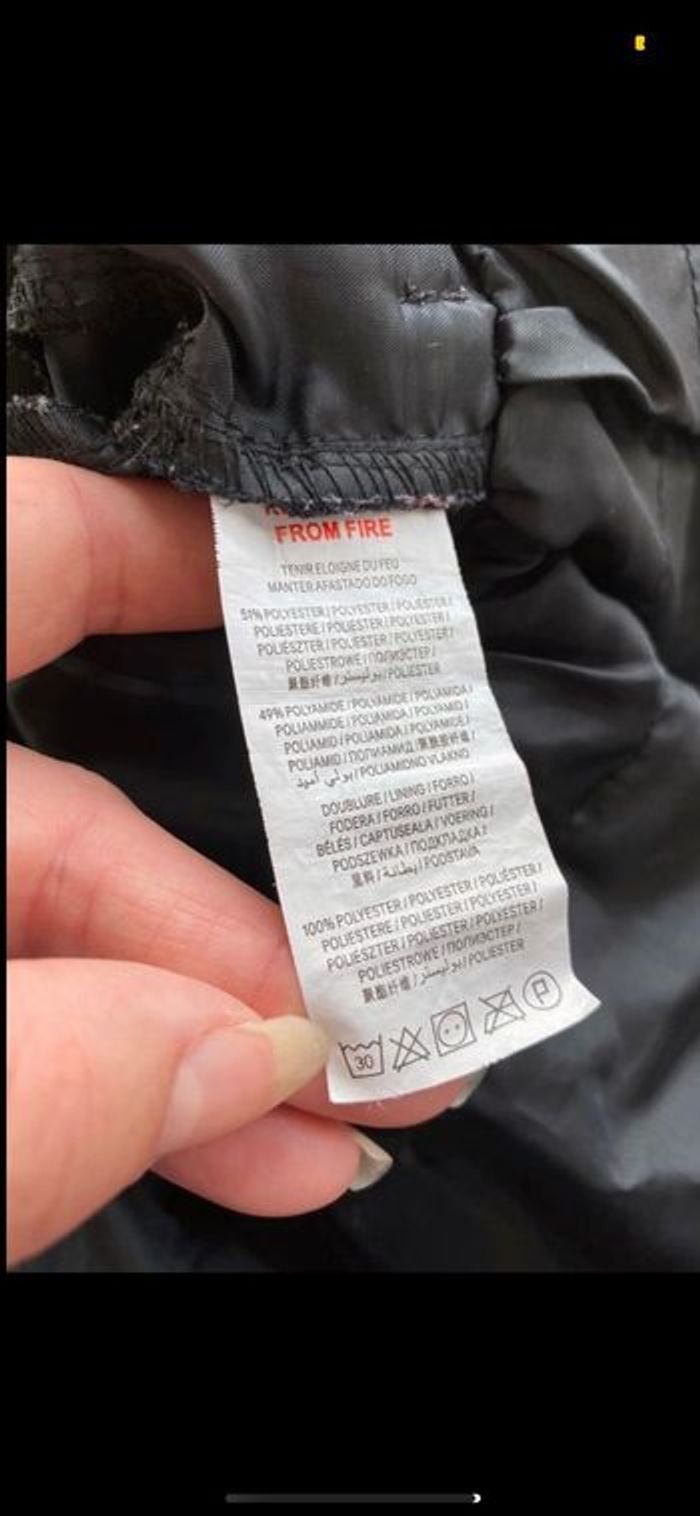 FROM FIRE
TENIR ELOIGNE DU FEU
MANTER AFASTADO DO FOGO
51% POLYESTER / POLYESTER / POLIÉSTER /
POLIESTERE / POLIESTER / POLYESTER /
POLIÉSZTER / POLIESTER / POLYESTER /
POLIESTROWE / ПОЛИЭСТЕР /
聚酯纤维 / بوليستر / POLIESTER
49% POLYAMIDE / POLYAMIDE / POLIAMIDA /
POLIAMMIDE / POLIAMIDA / POLYAMID /
POLIAMID / POLIAMIDA / POLYAMIDE /
POLIAMID / ПОЛИАМИД / 聚酰胺纤维 /
بولي أميد / POLIAMIDNO VLAKNO
DOUBLURE / LINING / FORRO /
FODERA / FORRO / FUTTER /
BÉLÉS / CAPTUSEALA / VOERING /
PODSZEWKA / ПОДКЛАДКА /
里料 / بطانة / PODSTAVA
100% POLYESTER / POLYESTER / POLIÉSTER /
POLIESTERE / POLIESTER / POLYESTER /
POLIÉSZTER / POLIESTER / POLYESTER /
POLIESTROWE / ПОЛИЭСТЕР /
聚酯纤维 / بوليستر / POLIESTER
30 P